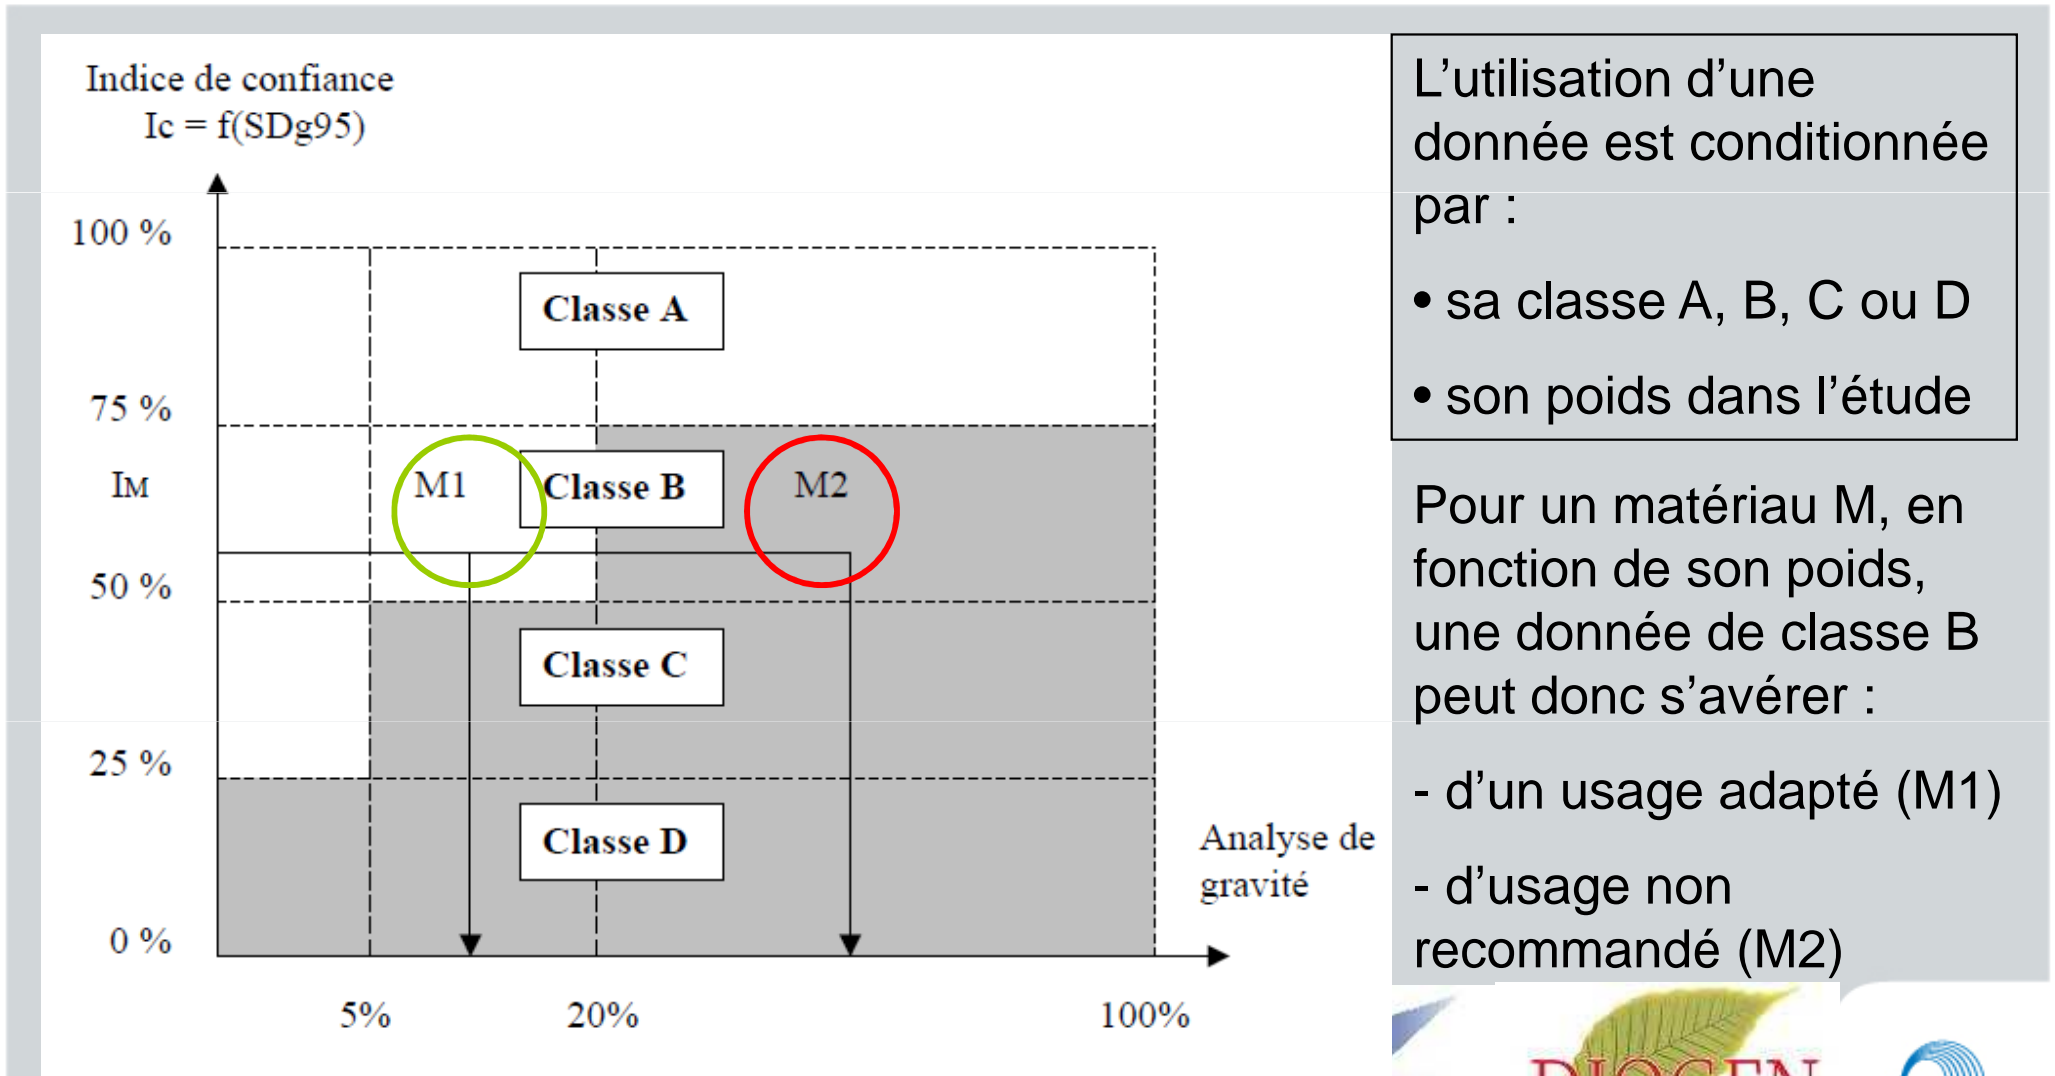 Indice de confiance
Ic = f(SDg95)
100 %
75 %
IM
50 %
25 %
0 %
Classe A
M1
Classe B
M2
Classe C
Classe D
Analyse de
gravité
5%
20%
100%
L’utilisation d’une
donnée est conditionnée
par :
• sa classe A, B, C ou D
• son poids dans l’étude
Pour un matériau M, en
fonction de son poids,
une donnée de classe B
peut donc s’avérer :
- d’un usage adapté (M1)
- d’usage non
recommandé (M2)
DIOGEN